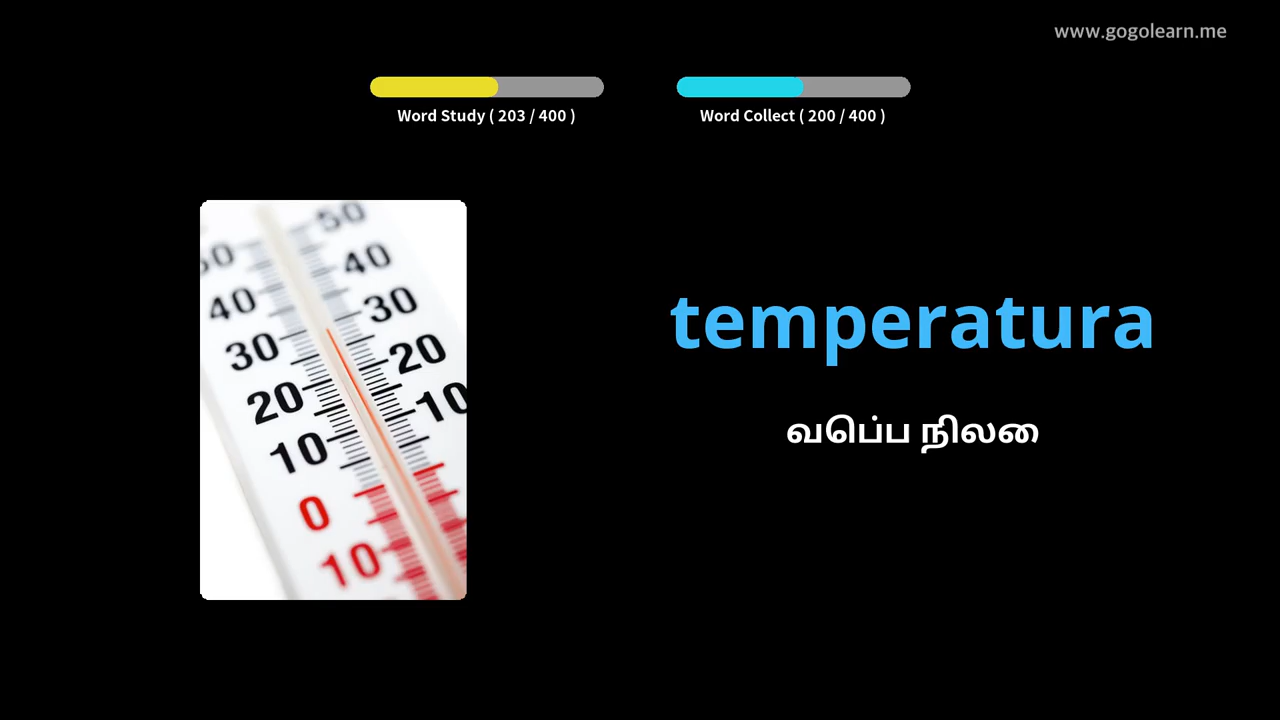 www.gogolearn.me
Word Study ( 203 / 400 )
Word Collect ( 200 / 400 )
50
50 40
40 30
30 20
20 10
10
0
10
temperatura
வெப்ப நிலை